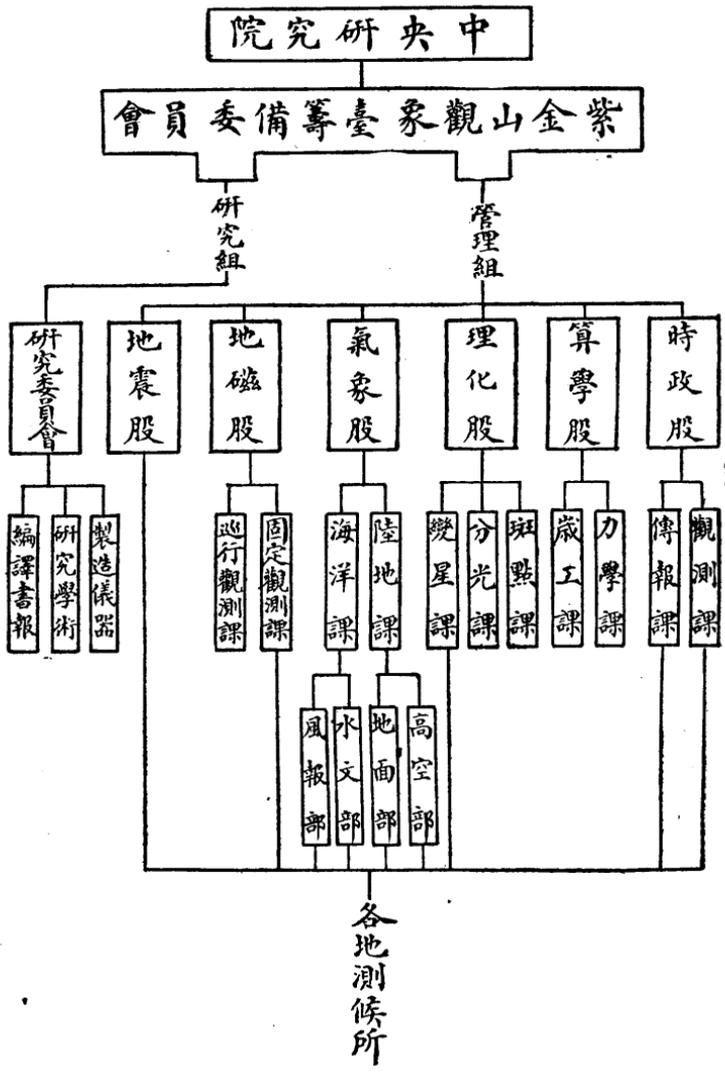 中央研究院
紫金山觀象臺籌備委員會
管理組
研究組
時政股
算學股
理化股
氣象股
地磁股
地震股
研究委員會
觀測課
傳報課
力學課
歲工課
斑點課
分光課
變星課
陸地課
海洋課
固定觀測課
巡行觀測課
製造儀器
研究學術
編譯書報
高空部
地面部
水文部
風報部
各地測候所